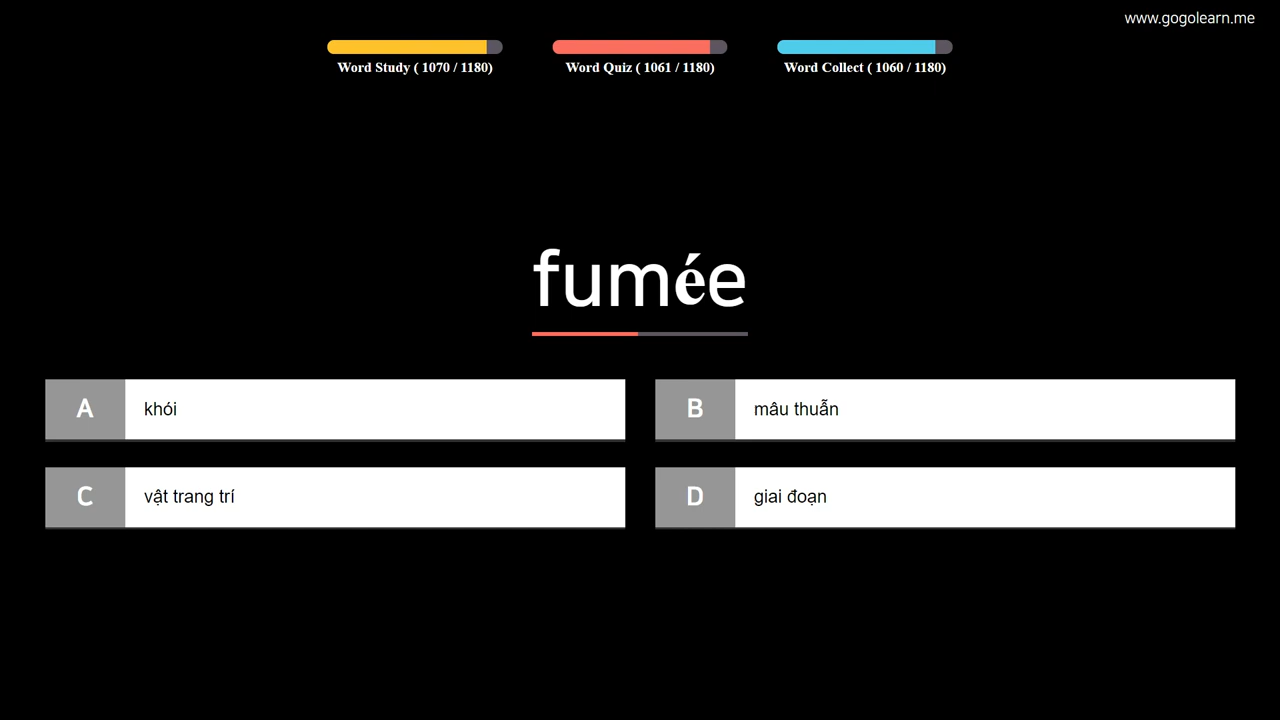 www.gogolearn.me
Word Study ( 1070 / 1180)
Word Quiz ( 1061 / 1180)
Word Collect ( 1060 / 1180)
fumée
A khói
B mâu thuẫn
C vật trang trí
D giai đoạn